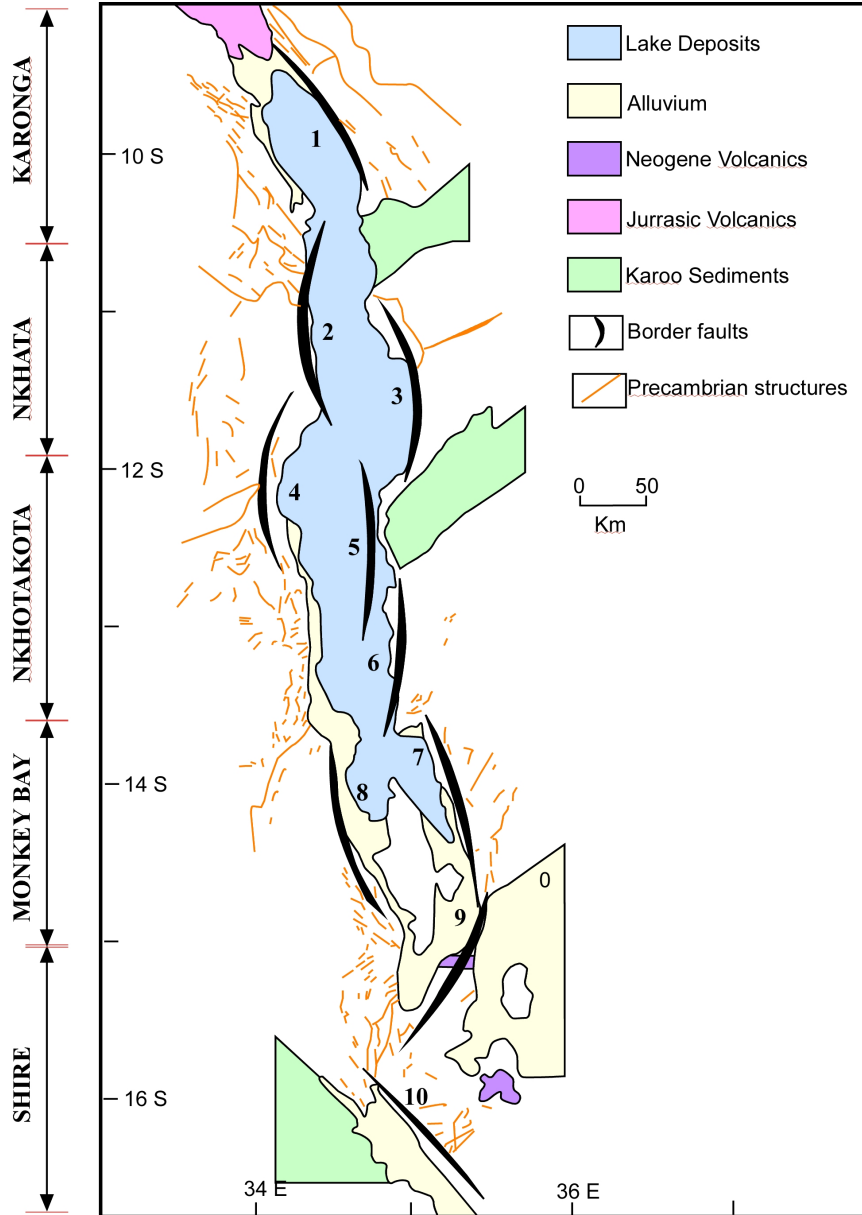 KARONGA
NKHATA
NKHOTAKOTA
MONKEY BAY
SHIRE
10 S
12 S
14 S
16 S
34 E
36 E
1
2
3
4
5
6
7
8
9
10
0
Lake Deposits
Alluvium
Neogene Volcanics
Jurrasic Volcanics
Karoo Sediments
Border faults
Precambrian structures
0 50
Km